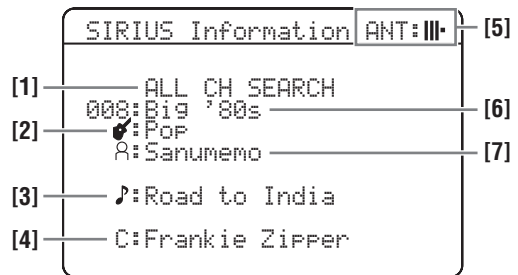 SIRIUS Information ANT: [5]
[1] ALL CH SEARCH
008:Big '80s [6]
[2] :Pop
:Sanumemo [7]
[3] ♪:Road to India
[4] C:Frankie Zipper